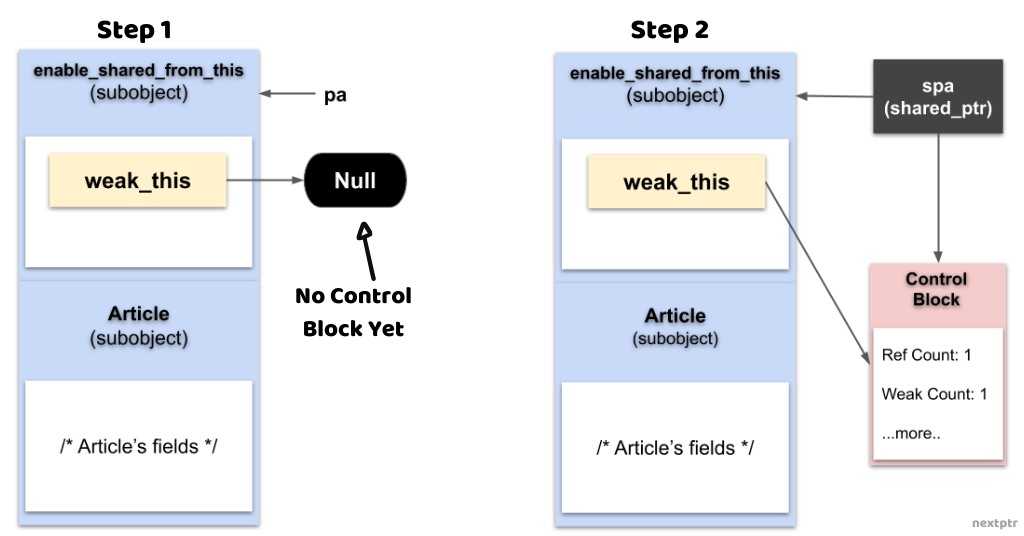 Step 1
enable_shared_from_this
(subobject)
pa
weak_this
Null
No Control
Block Yet
Article
(subobject)
/* Article's fields */
Step 2
enable_shared_from_this
(subobject)
spa
(shared_ptr)
weak_this
Control
Block
Ref Count: 1
Weak Count: 1
...more..
Article
(subobject)
/* Article's fields */
nextptr